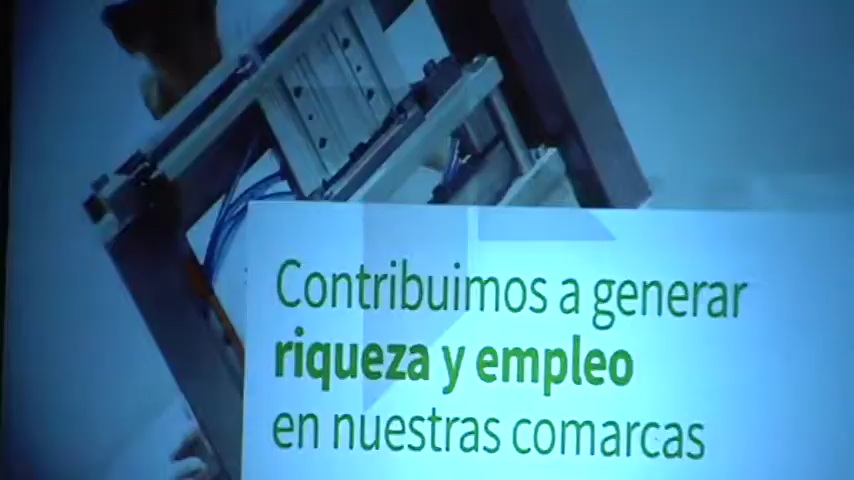 Contribuimos a generar
riqueza y empleo
en nuestras comarcas